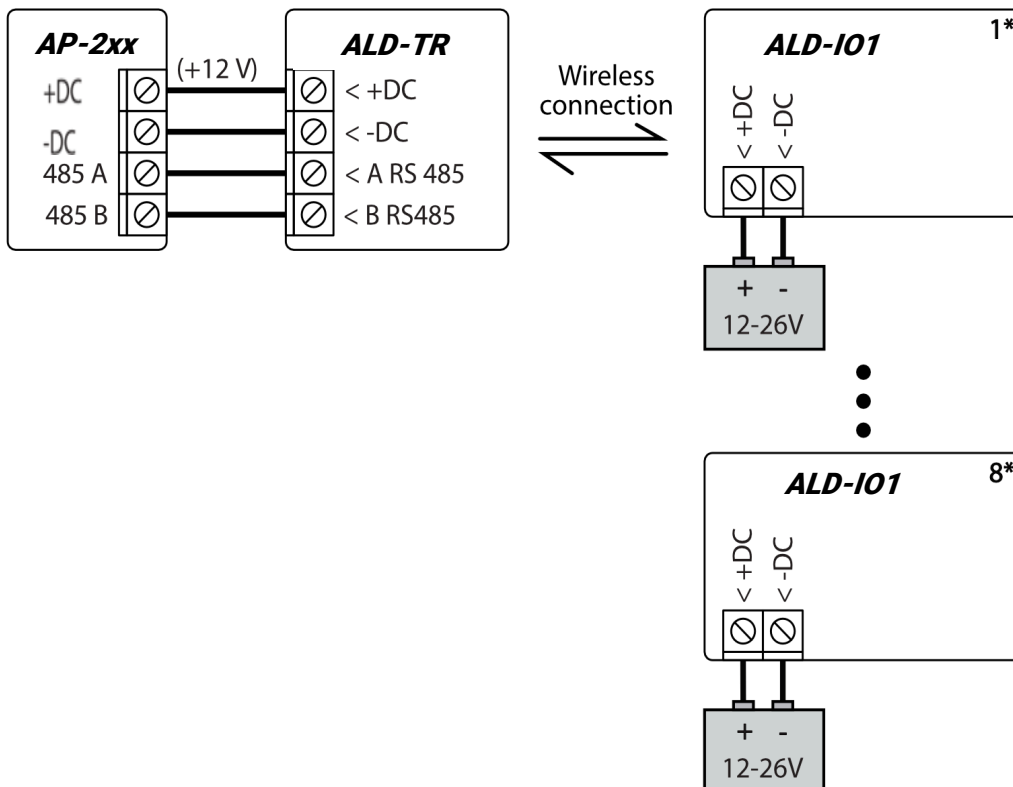 AP-2xx
+DC
-DC
485 A
485 B
(+12 V)
ALD-TR
< +DC
< -DC
< A RS 485
< B RS485
Wireless
connection
ALD-IO1
1*
< +DC
< -DC
+ -
12-26V
ALD-IO1
8*
< +DC
< -DC
+ -
12-26V